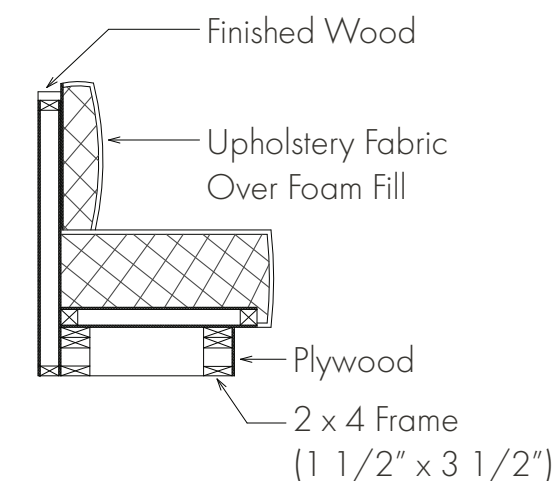 Finished Wood
Upholstery Fabric
Over Foam Fill
Plywood
2 x 4 Frame
(1 1/2" x 3 1/2")